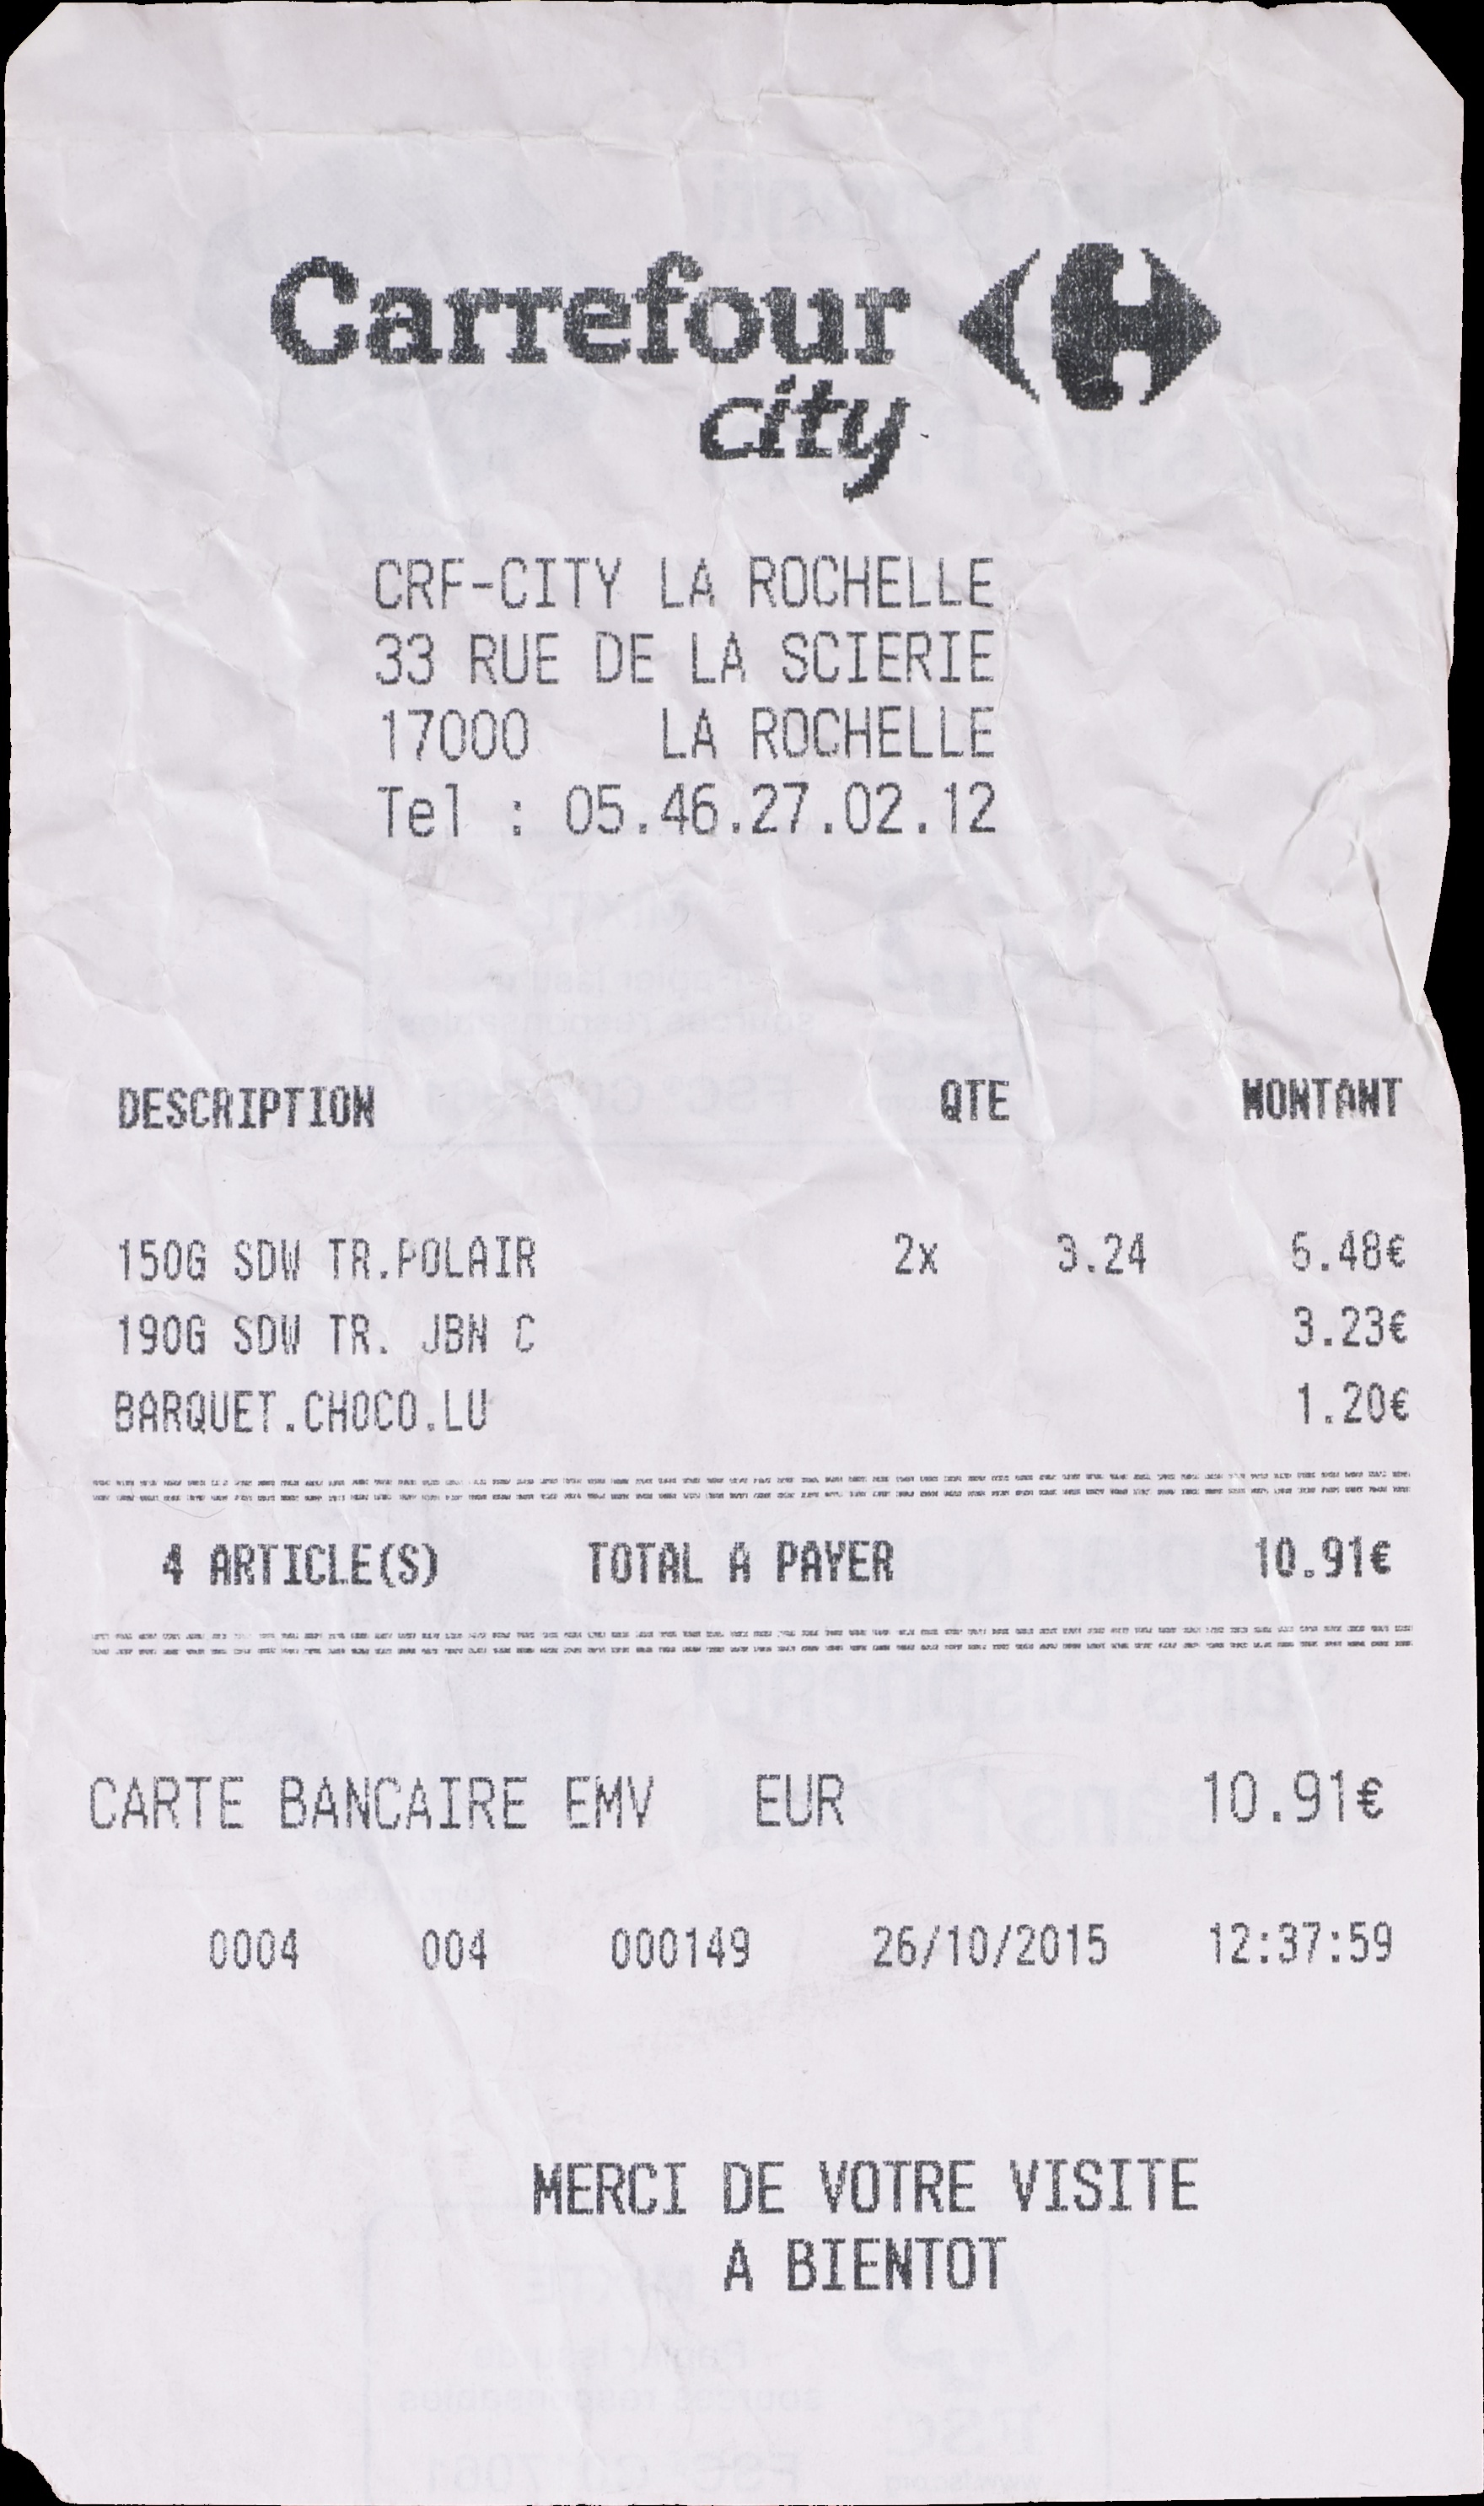 Carrefour
city
CRF-CITY LA ROCHELLE
33 RUE DE LA SCIERIE
17000 LA ROCHELLE
Tel : 05.46.27.02.12
DESCRIPTION QTE MONTANT
150G SDW TR.POLAIR 2x 3.24 6.48€
190G SDW TR. JBN C 3.23€
BARQUET.CHOCO.LU 1.20€
4 ARTICLE(S) TOTAL A PAYER 10.91€
CARTE BANCAIRE EMV EUR 10.91€
0004 004 000149 26/10/2015 12:37:59
MERCI DE VOTRE VISITE
A BIENTOT